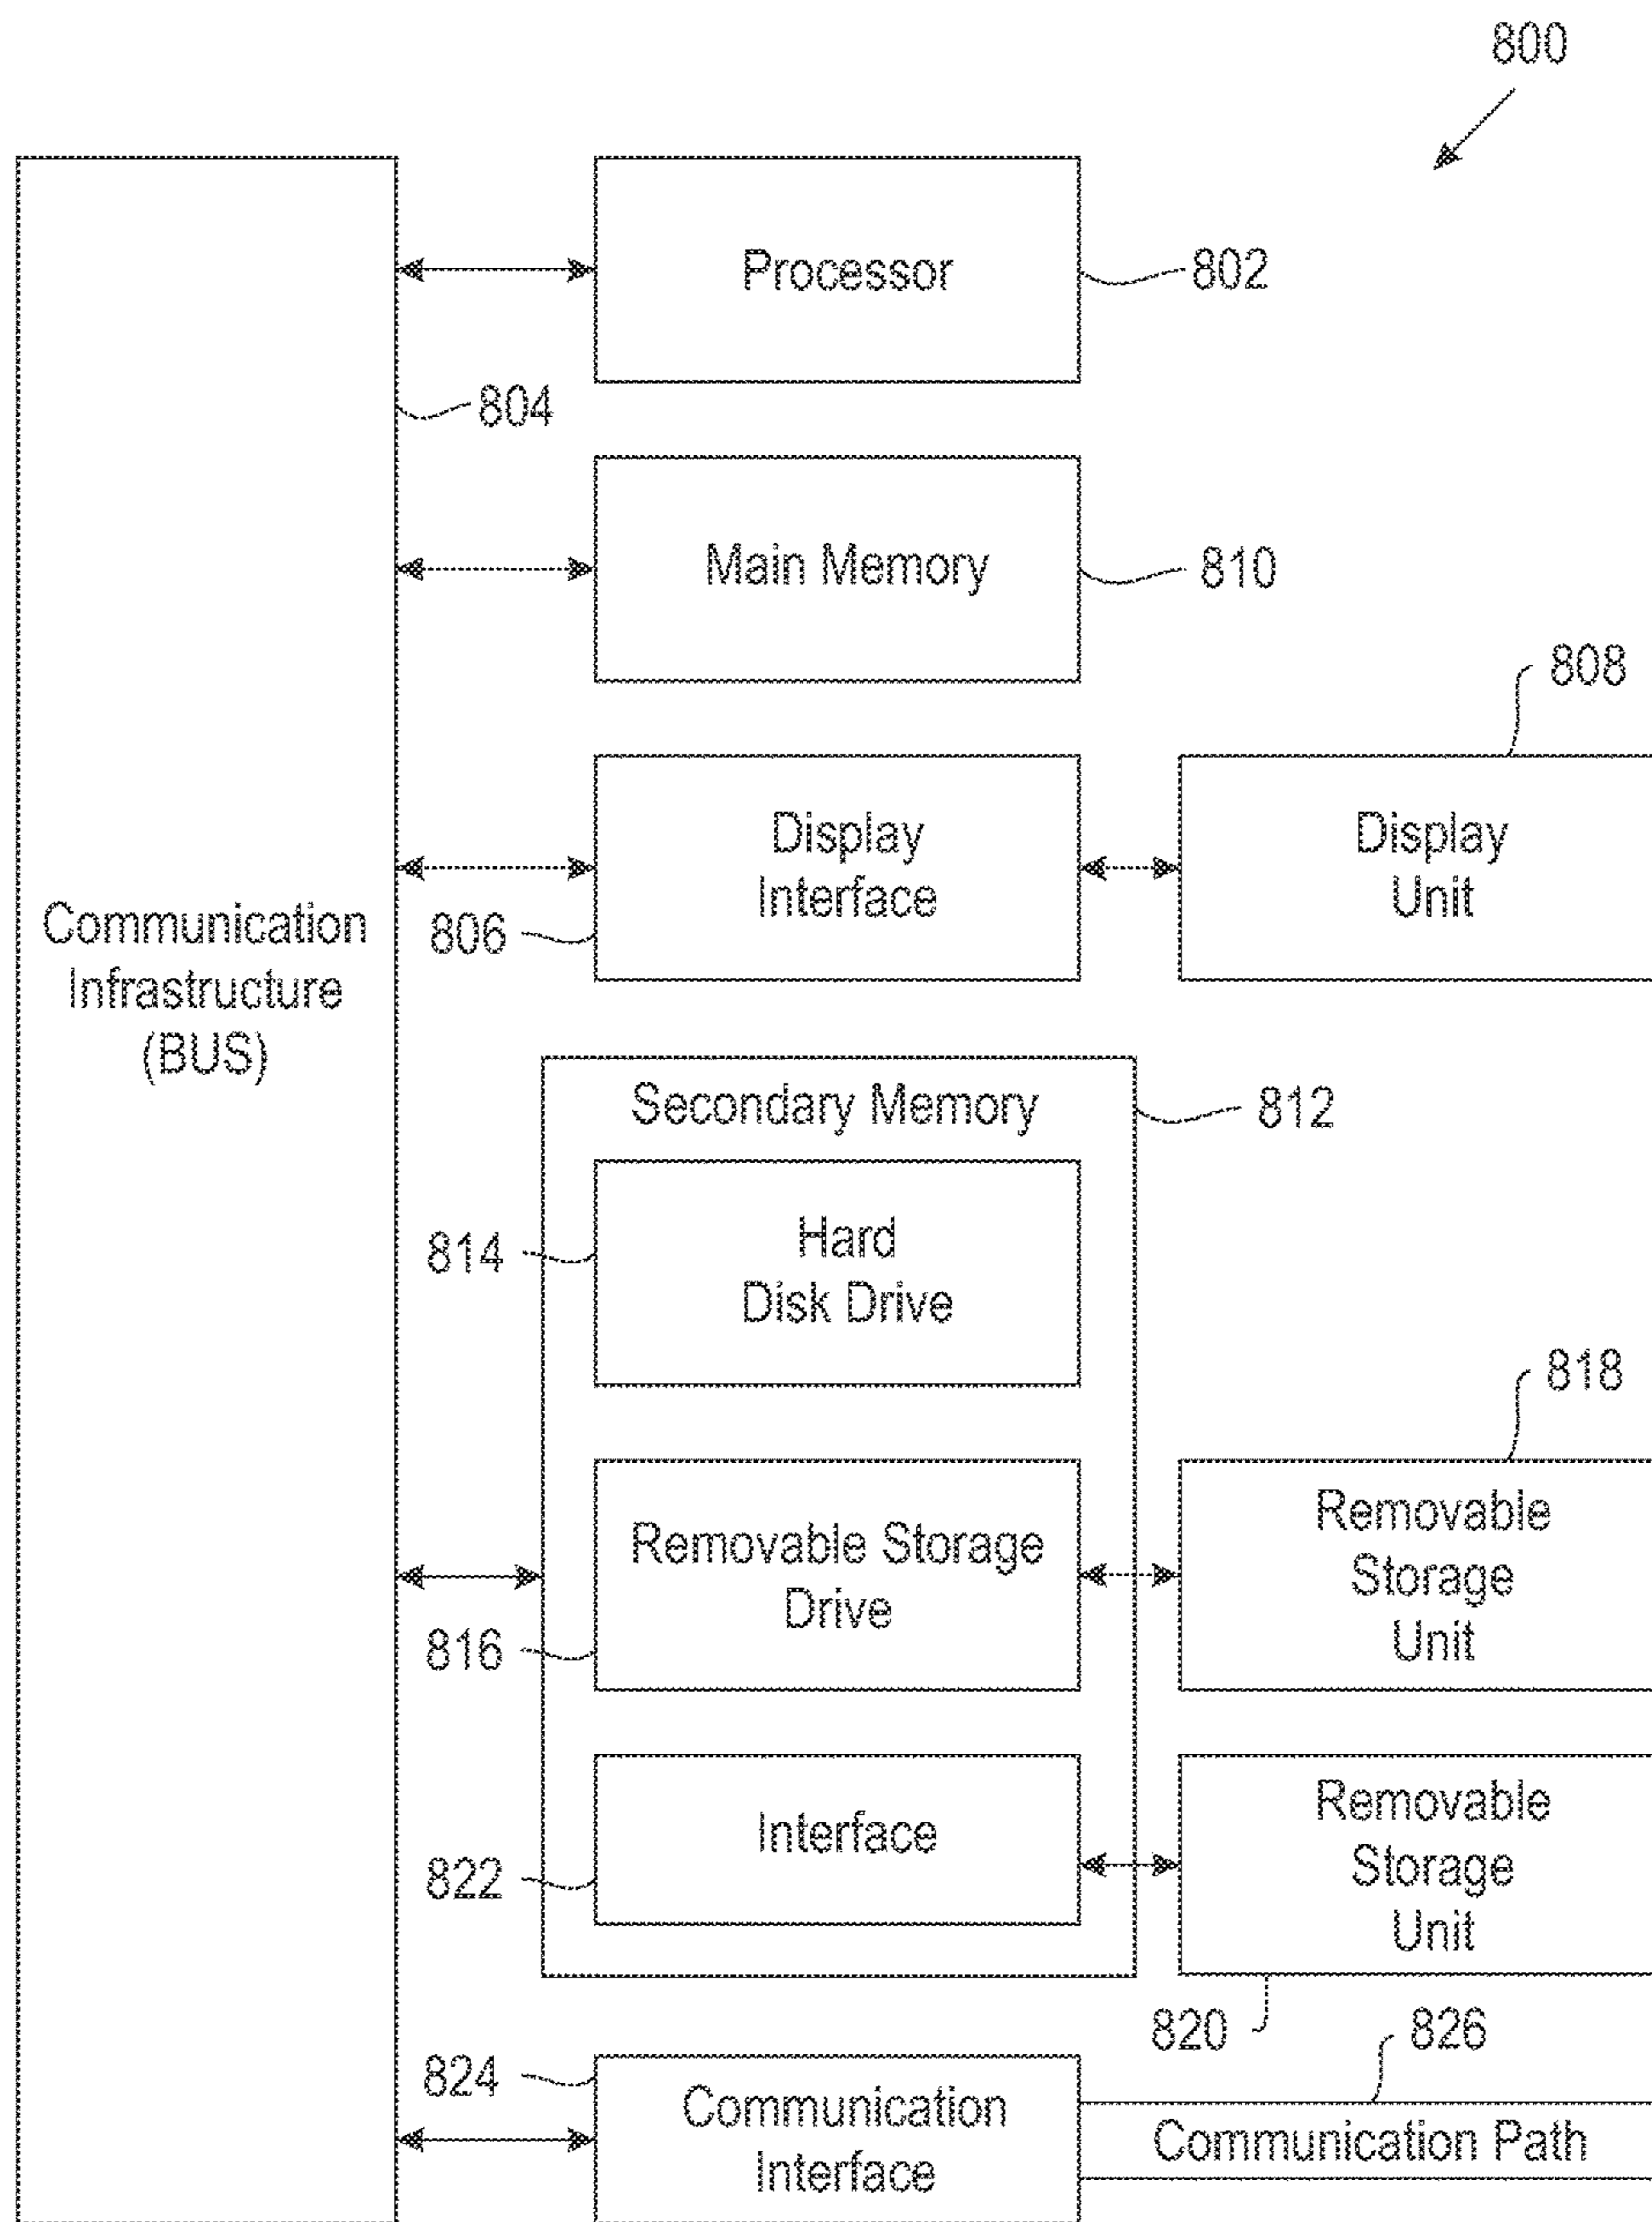 800
Processor
802
804
Main Memory
810
808
Display
Interface
Display
Unit
806
Communication
Infrastructure
(BUS)
Secondary Memory
812
814
Hard
Disk Drive
818
Removable Storage
Drive
Removable
Storage
Unit
816
Interface
Removable
Storage
Unit
822
820
826
824
Communication
Interface
Communication Path